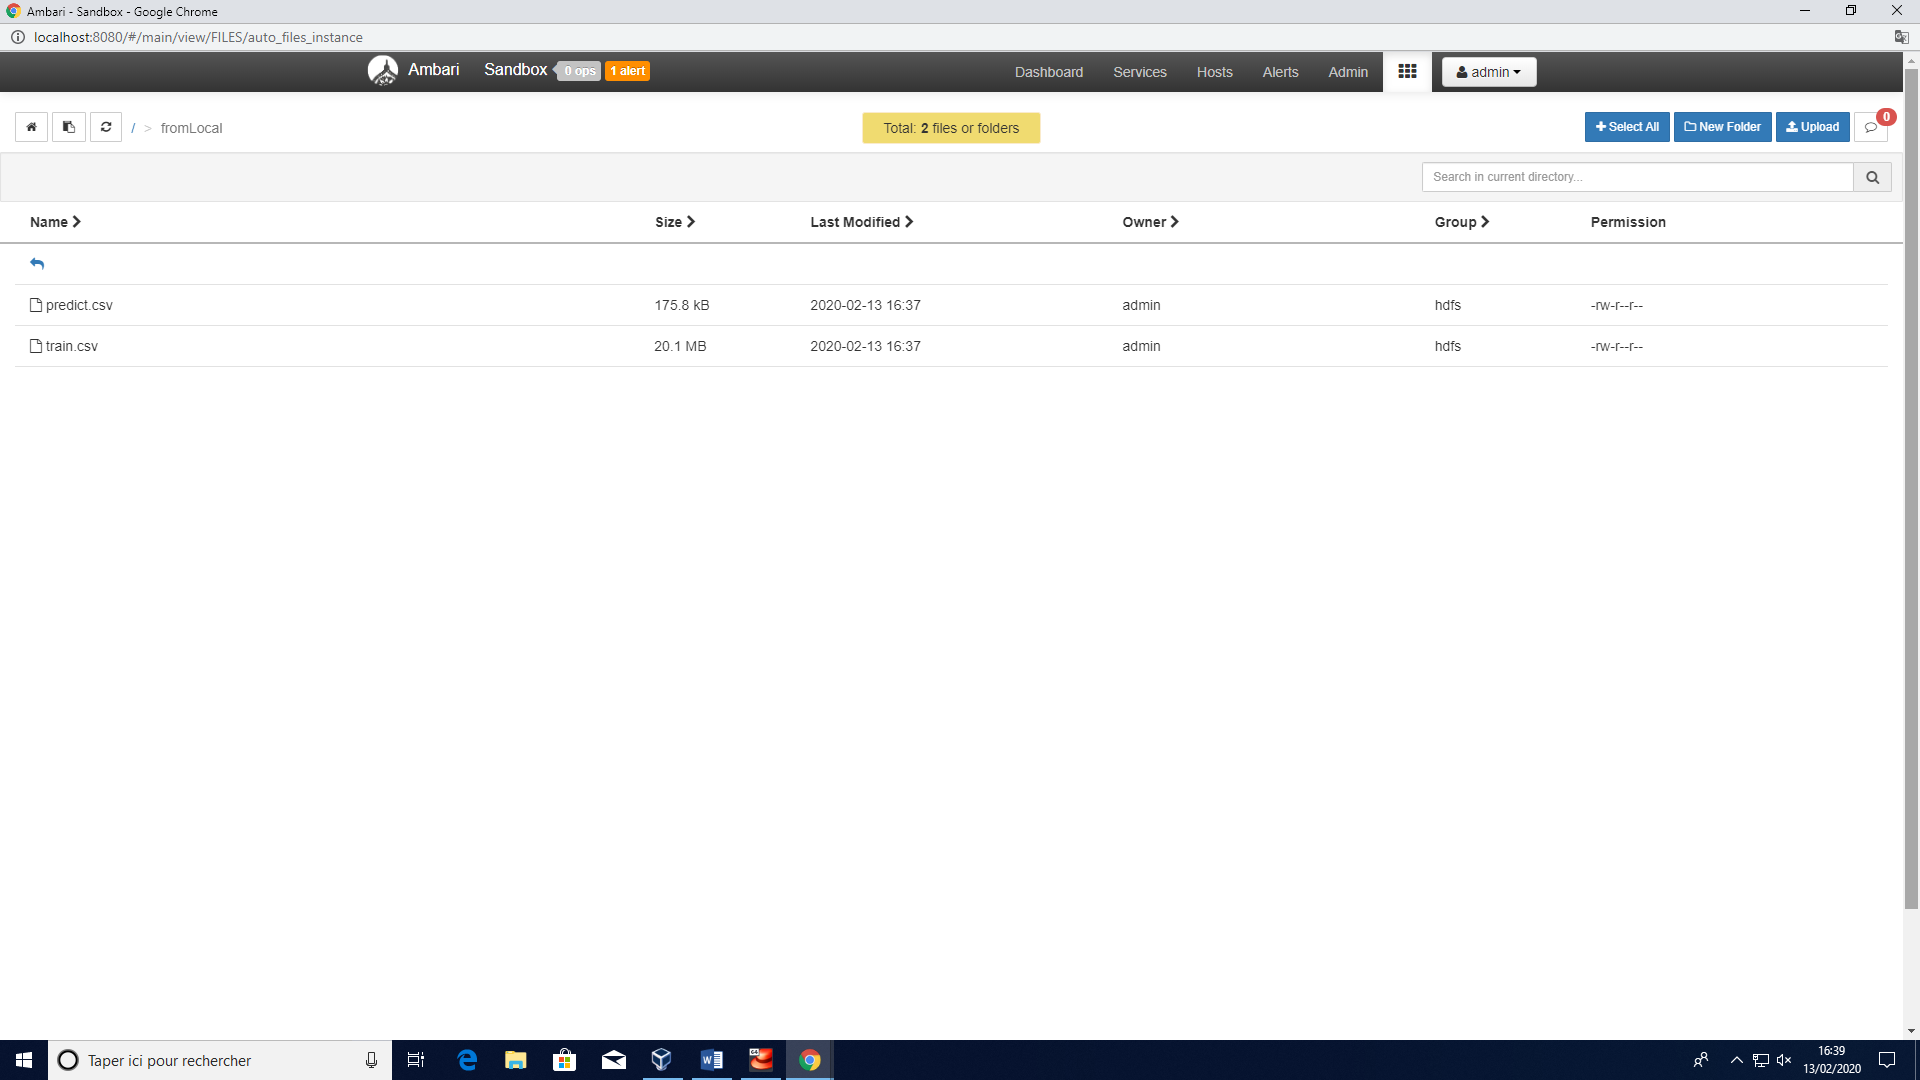 Ambari - Sandbox - Google Chrome
localhost:8080/#/main/view/FILES/auto_files_instance
Ambari Sandbox 0 ops 1 alert Dashboard Services Hosts Alerts Admin admin
/ > fromLocal Total: 2 files or folders Select All New Folder Upload 0
Search in current directory...
Name Size Last Modified Owner Group Permission
predict.csv 175.8 kB 2020-02-13 16:37 admin hdfs -rw-r--r--
train.csv 20.1 MB 2020-02-13 16:37 admin hdfs -rw-r--r--
Taper ici pour rechercher
16:39
13/02/2020